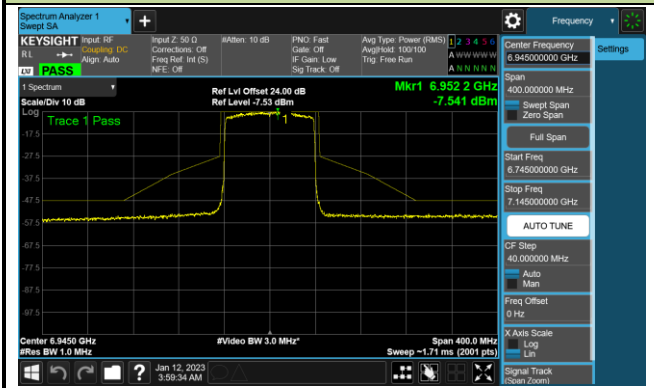 Spectrum Analyzer 1
Swept SA
Frequency
KEYSIGHT
RL
LXI
PASS
Input: RF
Coupling: DC
Align: Auto
Input Z: 50 Ω
Corrections: Off
Freq Ref: Int (S)
NFE: Off
#Atten: 10 dB
PNO: Fast
Gate: Off
IF Gain: Low
Sig Track: Off
Avg Type: Power (RMS)
Avg|Hold: 100/100
Trig: Free Run
1 2 3 4 5 6
A W W W W W
A N N N N N
Center Frequency
6.945000000 GHz
Settings
Span
400.000000 MHz
Swept Span
Zero Span
Full Span
Start Freq
6.745000000 GHz
Stop Freq
7.145000000 GHz
AUTO TUNE
CF Step
40.000000 MHz
Auto
Man
Freq Offset
0 Hz
X Axis Scale
Log
Lin
Signal Track
(Span Zoom)
1 Spectrum
Scale/Div 10 dB
Ref Lvl Offset 24.00 dB
Ref Level -7.53 dBm
Mkr1 6.952 2 GHz
-7.541 dBm
Log
Trace 1 Pass
1
-17.5
-27.5
-37.5
-47.5
-57.5
-67.5
-77.5
-87.5
-97.5
Center 6.9450 GHz
#Res BW 1.0 MHz
#Video BW 3.0 MHz*
Span 400.0 MHz
Sweep ~1.71 ms (2001 pts)
?
Jan 12, 2023
3:59:34 AM